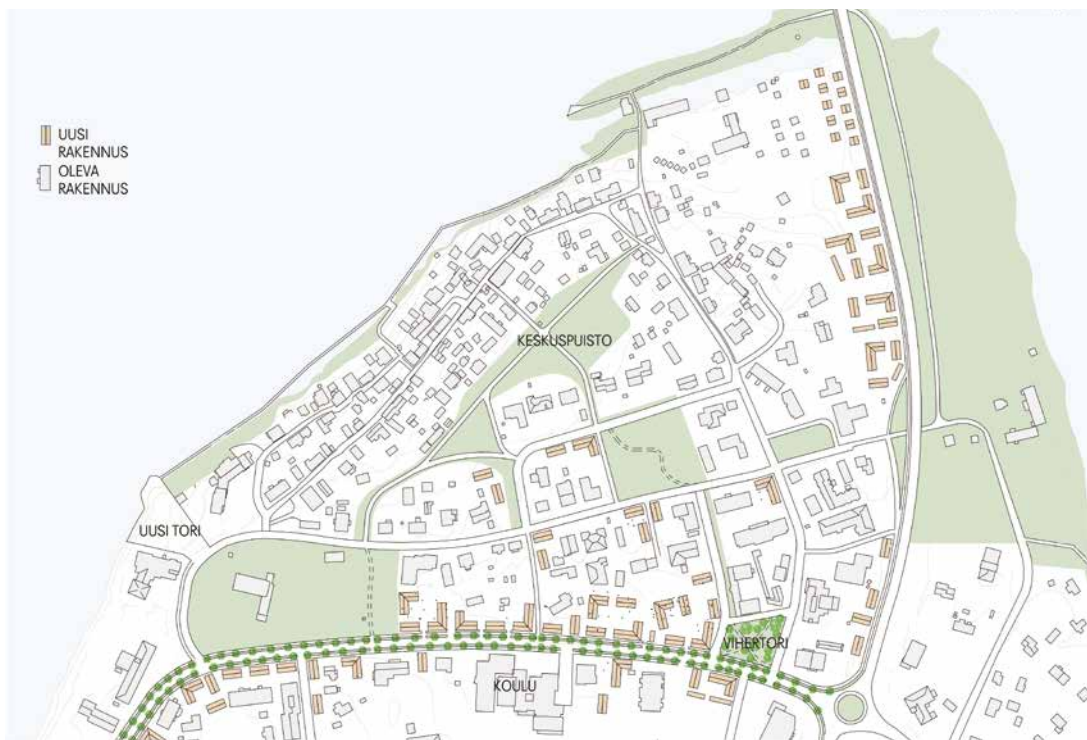 UUSI
RAKENNUS
OLEVA
RAKENNUS
KESKUSPUISTO
UUSI TORI
VIHERTORI
KOULU